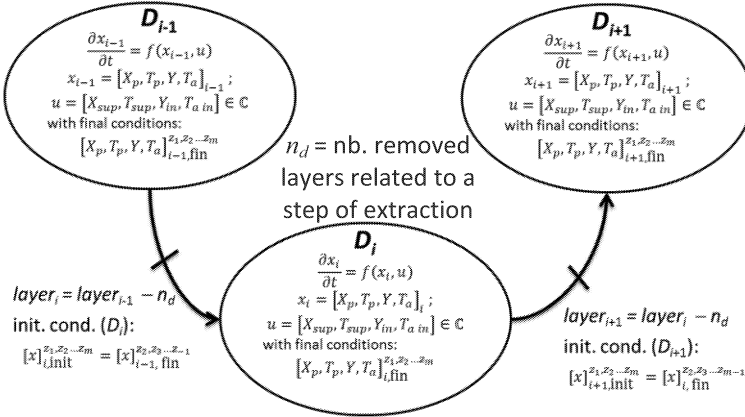 D_{i-1}
∂x_{i-1}/∂t = f(x_{i-1}, u)
x_{i-1} = [X_p, T_p, Y, T_a]_{i-1} ;
u = [X_{sup}, T_{sup}, Y_{in}, T_{a in}] ∈ ℂ
with final conditions:
[X_p, T_p, Y, T_a]_{i-1,fin}^{z_1,z_2…z_m}
D_{i+1}
∂x_{i+1}/∂t = f(x_{i+1}, u)
x_{i+1} = [X_p, T_p, Y, T_a]_{i+1} ;
u = [X_{sup}, T_{sup}, Y_{in}, T_{a in}] ∈ ℂ
with final conditions:
[X_p, T_p, Y, T_a]_{i+1,fin}^{z_1,z_2…z_m}
n_d = nb. removed
layers related to a
step of extraction
D_i
∂x_i/∂t = f(x_i, u)
x_i = [X_p, T_p, Y, T_a]_i ;
u = [X_{sup}, T_{sup}, Y_{in}, T_{a in}] ∈ ℂ
with final conditions:
[X_p, T_p, Y, T_a]_{i,fin}^{z_1,z_2…z_m}
layer_i = layer_{i-1} − n_d
init. cond. (D_i):
[x]_{i,init}^{z_1,z_2…z_m} = [x]_{i-1, fin}^{z_2,z_3…z_{-1}}
layer_{i+1} = layer_i − n_d
init. cond. (D_{i+1}):
[x]_{i+1,init}^{z_1,z_2…z_m} = [x]_{i, fin}^{z_2,z_3…z_{m-1}}